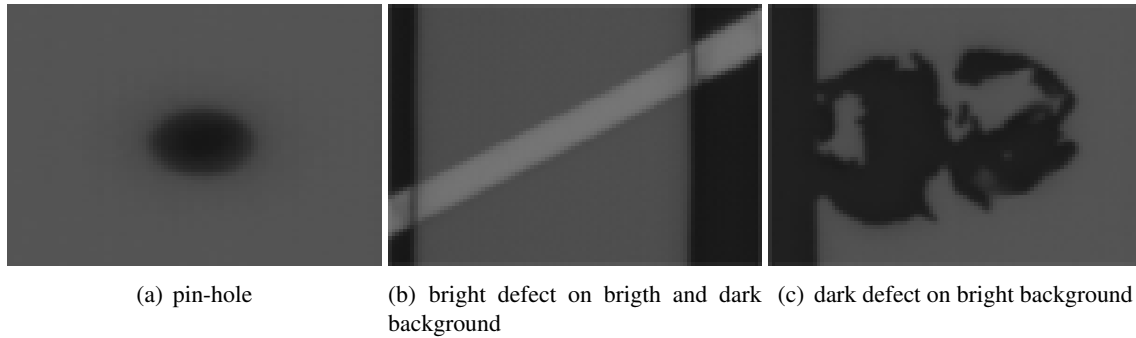 (a) pin-hole
(b) bright defect on brigth and dark
background
(c) dark defect on bright background